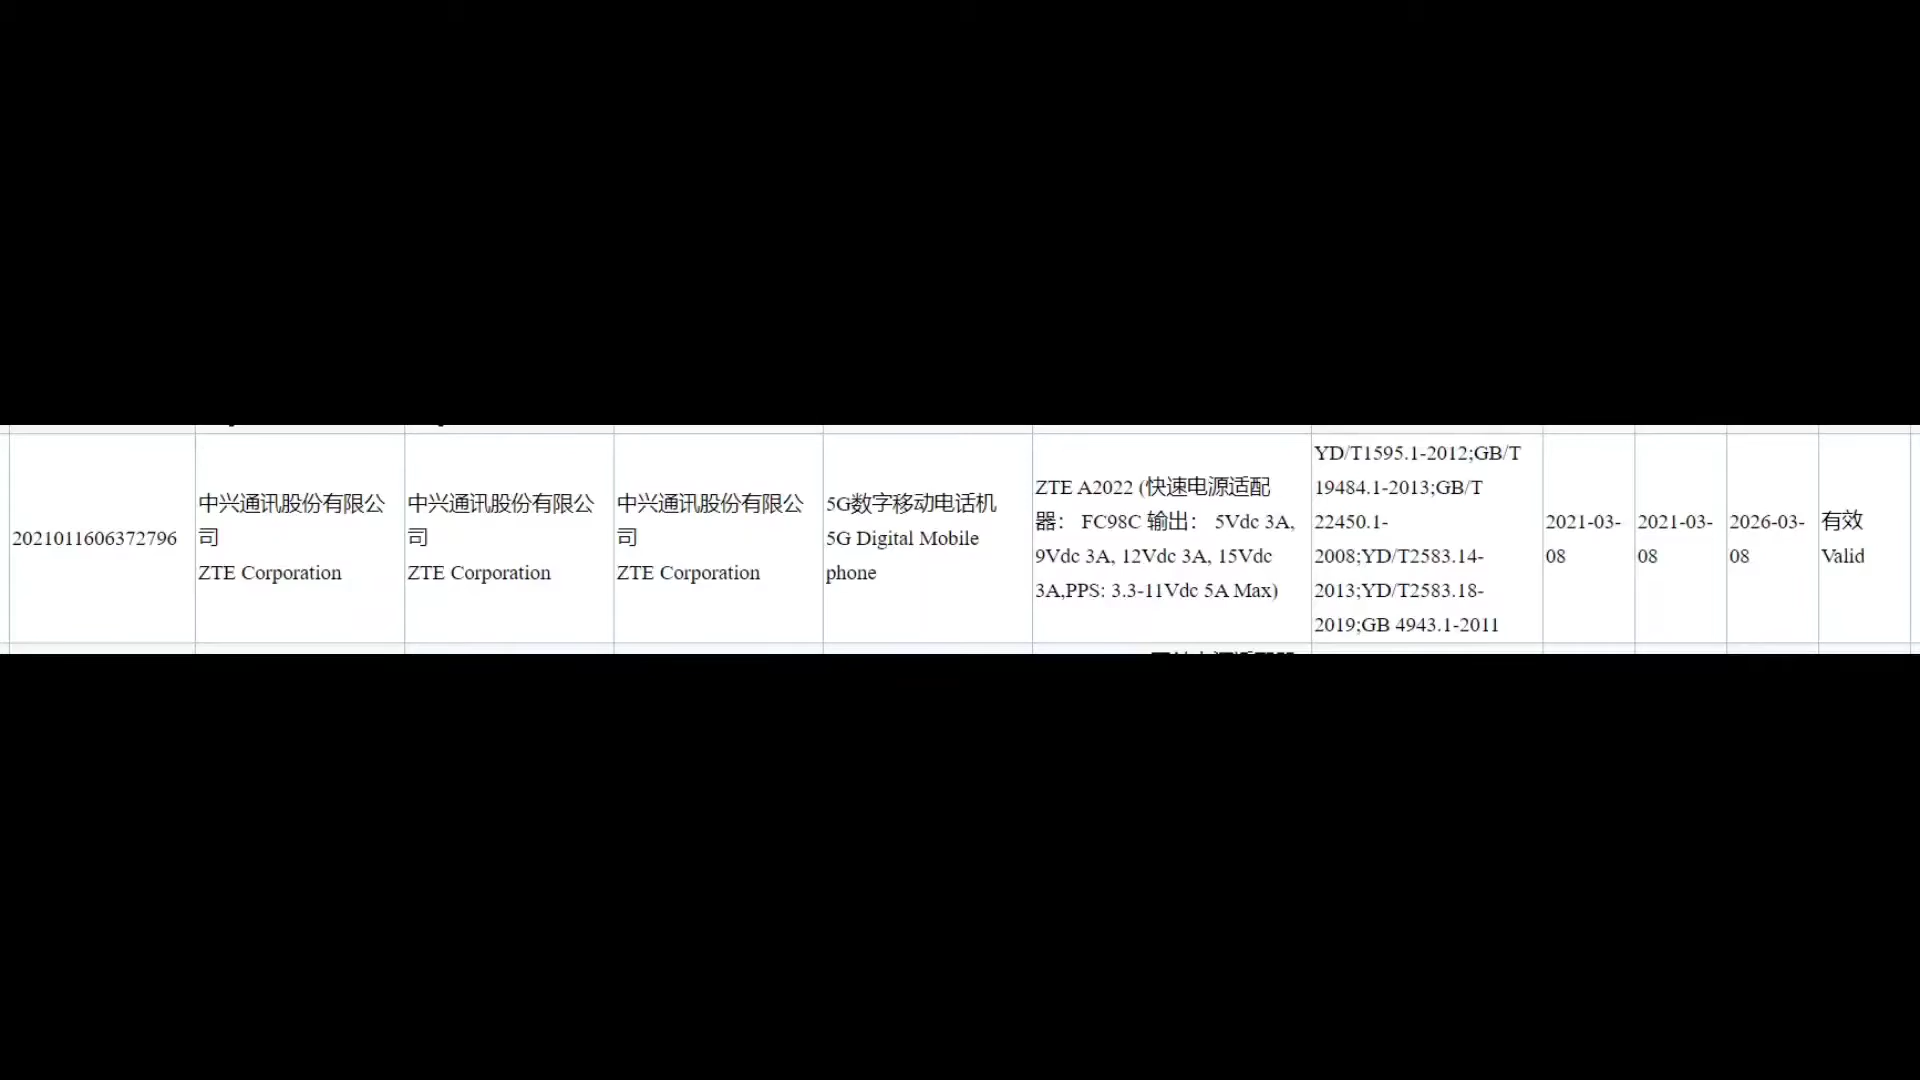 2021011606372796
中兴通讯股份有限公
司
ZTE Corporation
中兴通讯股份有限公
司
ZTE Corporation
中兴通讯股份有限公
司
ZTE Corporation
5G数字移动电话机
5G Digital Mobile
phone
ZTE A2022 (快速电源适配
器： FC98C 输出： 5Vdc 3A,
9Vdc 3A, 12Vdc 3A, 15Vdc
3A,PPS: 3.3-11Vdc 5A Max)
YD/T1595.1-2012;GB/T
19484.1-2013;GB/T
22450.1-
2008;YD/T2583.14-
2013;YD/T2583.18-
2019;GB 4943.1-2011
2021-03-
08
2021-03-
08
2026-03-
08
有效
Valid